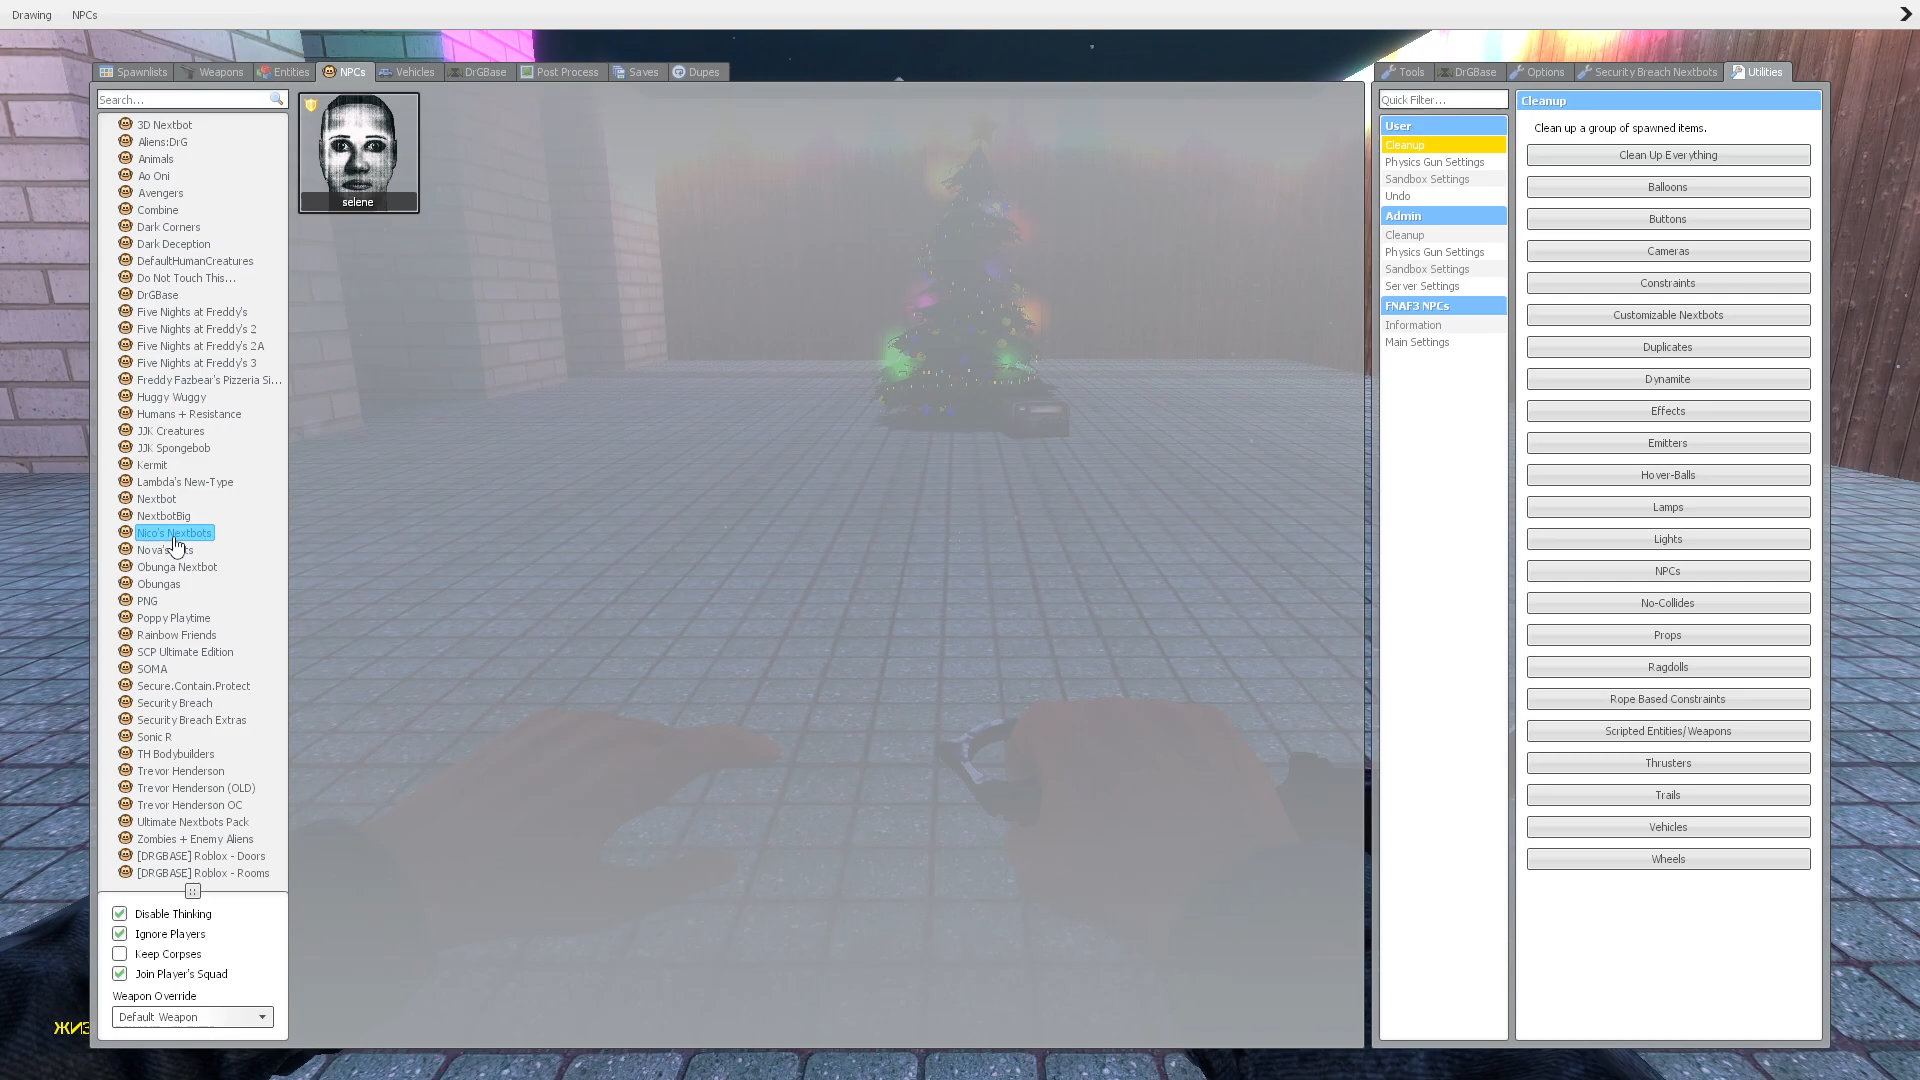 Drawing NPCs
Spawnlists Weapons Entities NPCs Vehicles DrGBase Post Process Saves Dupes
Tools DrGBase Options Security Breach Nextbots Utilities
Search...
3D Nextbot
Aliens:DrG
Animals
Ao Oni
Avengers
Combine
Dark Corners
Dark Deception
DefaultHumanCreatures
Do Not Touch This...
DrGBase
Five Nights at Freddy's
Five Nights at Freddy's 2
Five Nights at Freddy's 2A
Five Nights at Freddy's 3
Freddy Fazbear's Pizzeria Si...
Huggy Wuggy
Humans + Resistance
JJK Creatures
JJK Spongebob
Kermit
Lambda's New-Type
Nextbot
NextbotBig
Nico's Nextbots
Obunga Nextbot
Obungas
PNG
Poppy Playtime
Rainbow Friends
SCP Ultimate Edition
SOMA
Secure.Contain.Protect
Security Breach
Security Breach Extras
Sonic R
TH Bodybuilders
Trevor Henderson
Trevor Henderson (OLD)
Trevor Henderson OC
Ultimate Nextbots Pack
Zombies + Enemy Aliens
[DRGBASE] Roblox - Doors
[DRGBASE] Roblox - Rooms
Disable Thinking
Ignore Players
Keep Corpses
Join Player's Squad
Weapon Override
Default Weapon
ЖИЗ
selene
Quick Filter...
User
Cleanup
Physics Gun Settings
Sandbox Settings
Undo
Admin
Cleanup
Physics Gun Settings
Sandbox Settings
Server Settings
FNAF3 NPCs
Information
Main Settings
Cleanup
Clean up a group of spawned items.
Clean Up Everything
Balloons
Buttons
Cameras
Constraints
Customizable Nextbots
Duplicates
Dynamite
Effects
Emitters
Hover-Balls
Lamps
Lights
NPCs
No-Collides
Props
Ragdolls
Rope Based Constraints
Scripted Entities/Weapons
Thrusters
Trails
Vehicles
Wheels